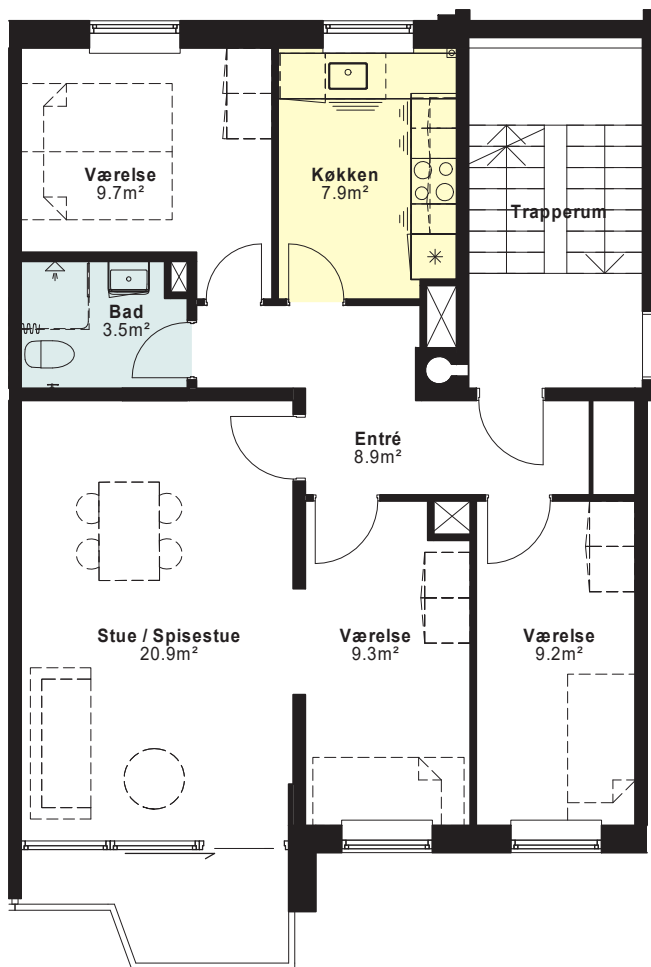 Værelse
9.7m²
Køkken
7.9m²
Trapperum
Bad
3.5m²
Entré
8.9m²
Stue / Spisestue
20.9m²
Værelse
9.3m²
Værelse
9.2m²